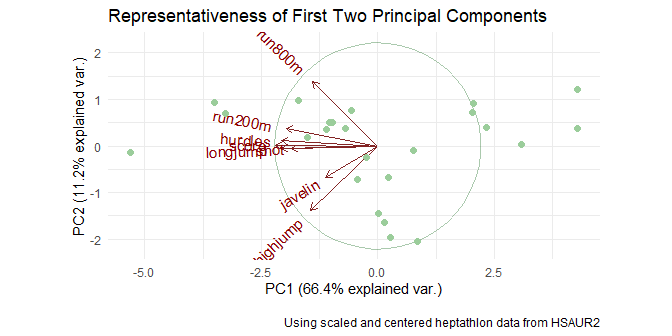 Representativeness of First Two Principal Components
PC2 (11.2% explained var.)
2
1
0
-1
-2
run800m
run200m
hurdles
score
longjump
shot
javelin
highjump
-5.0
-2.5
0.0
2.5
PC1 (66.4% explained var.)
Using scaled and centered heptathlon data from HSAUR2